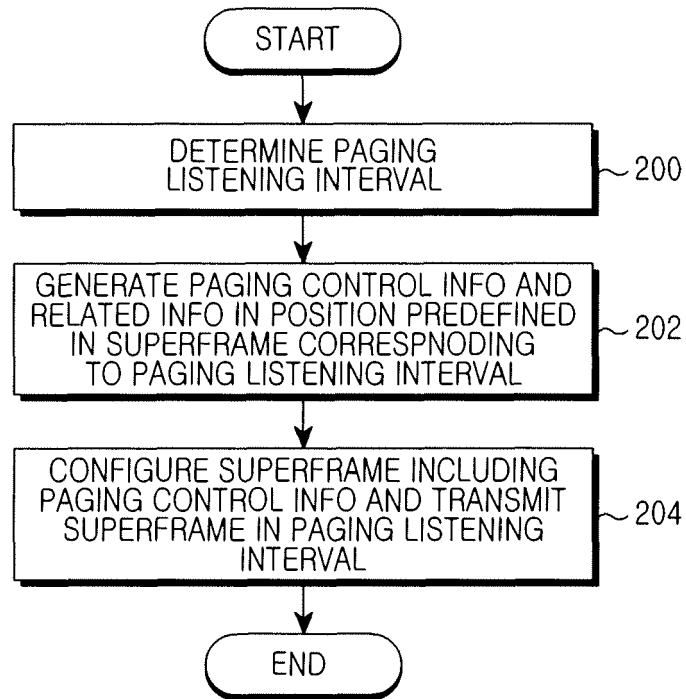 START
DETERMINE PAGING
LISTENING INTERVAL
200
GENERATE PAGING CONTROL INFO AND
RELATED INFO IN POSITION PREDEFINED
IN SUPERFRAME CORRESPNODING
TO PAGING LISTENING INTERVAL
202
CONFIGURE SUPERFRAME INCLUDING
PAGING CONTROL INFO AND TRANSMIT
SUPERFRAME IN PAGING LISTENING
INTERVAL
204
END